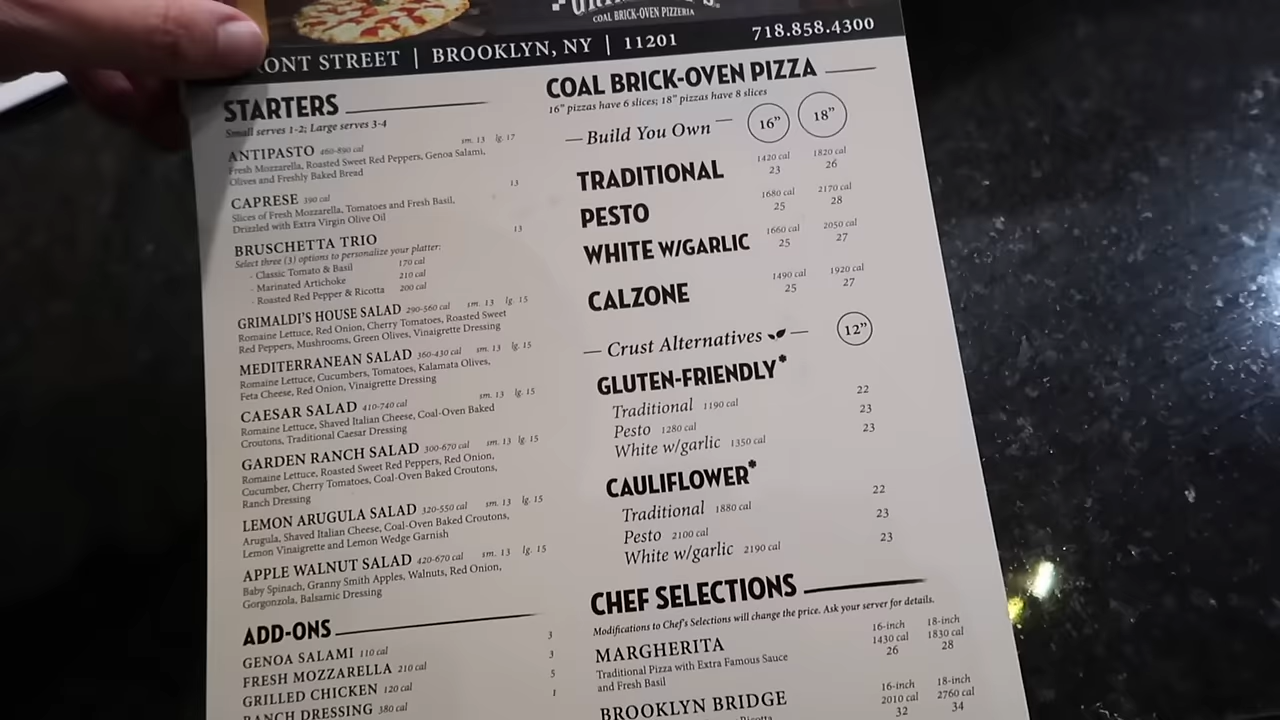 COAL BRICK-OVEN PIZZERIA
FRONT STREET | BROOKLYN, NY | 11201
718.858.4300
STARTERS
Small serves 1-2; Large serves 3-4
ANTIPASTO 460-890 cal sm. 13 lg. 17
Fresh Mozzarella, Roasted Sweet Red Peppers, Genoa Salami,
Olives and Freshly Baked Bread
CAPRESE 390 cal 13
Slices of Fresh Mozzarella, Tomatoes and Fresh Basil,
Drizzled with Extra Virgin Olive Oil
BRUSCHETTA TRIO 13
Select three (3) options to personalize your platter:
- Classic Tomato & Basil 170 cal
- Marinated Artichoke 210 cal
- Roasted Red Pepper & Ricotta 200 cal
GRIMALDI'S HOUSE SALAD 290-560 cal sm. 13 lg. 15
Romaine Lettuce, Red Onion, Cherry Tomatoes, Roasted Sweet
Red Peppers, Mushrooms, Green Olives, Vinaigrette Dressing
MEDITERRANEAN SALAD 360-430 cal sm. 13 lg. 15
Romaine Lettuce, Cucumbers, Tomatoes, Kalamata Olives,
Feta Cheese, Red Onion, Vinaigrette Dressing
CAESAR SALAD 410-740 cal sm. 13 lg. 15
Romaine Lettuce, Shaved Italian Cheese, Coal-Oven Baked
Croutons, Traditional Caesar Dressing
GARDEN RANCH SALAD 300-670 cal sm. 13 lg. 15
Romaine Lettuce, Roasted Sweet Red Peppers, Red Onion,
Cucumber, Cherry Tomatoes, Coal-Oven Baked Croutons,
Ranch Dressing
LEMON ARUGULA SALAD 320-550 cal sm. 13 lg. 15
Arugula, Shaved Italian Cheese, Coal-Oven Baked Croutons,
Lemon Vinaigrette and Lemon Wedge Garnish
APPLE WALNUT SALAD 420-670 cal sm. 13 lg. 15
Baby Spinach, Granny Smith Apples, Walnuts, Red Onion,
Gorgonzola, Balsamic Dressing
ADD-ONS
GENOA SALAMI 110 cal 3
FRESH MOZZARELLA 210 cal 3
GRILLED CHICKEN 120 cal 5
RANCH DRESSING 380 cal 1
COAL BRICK-OVEN PIZZA
16" pizzas have 6 slices; 18" pizzas have 8 slices
— Build You Own — 16" 18"
1420 cal 1820 cal
TRADITIONAL 23 26
1680 cal 2170 cal
PESTO 25 28
1660 cal 2050 cal
WHITE W/GARLIC 25 27
1490 cal 1920 cal
CALZONE 25 27
— Crust Alternatives — 12"
GLUTEN-FRIENDLY*
Traditional 1190 cal 22
Pesto 1280 cal 23
White w/garlic 1350 cal 23
CAULIFLOWER*
Traditional 1880 cal 22
Pesto 2100 cal 23
White w/garlic 2190 cal 23
CHEF SELECTIONS
Modifications to Chef's Selections will change the price. Ask your server for details.
16-inch 18-inch
MARGHERITA 1430 cal 1830 cal
Traditional Pizza with Extra Famous Sauce 26 28
and Fresh Basil
16-inch 18-inch
BROOKLYN BRIDGE 2010 cal 2760 cal
32 34